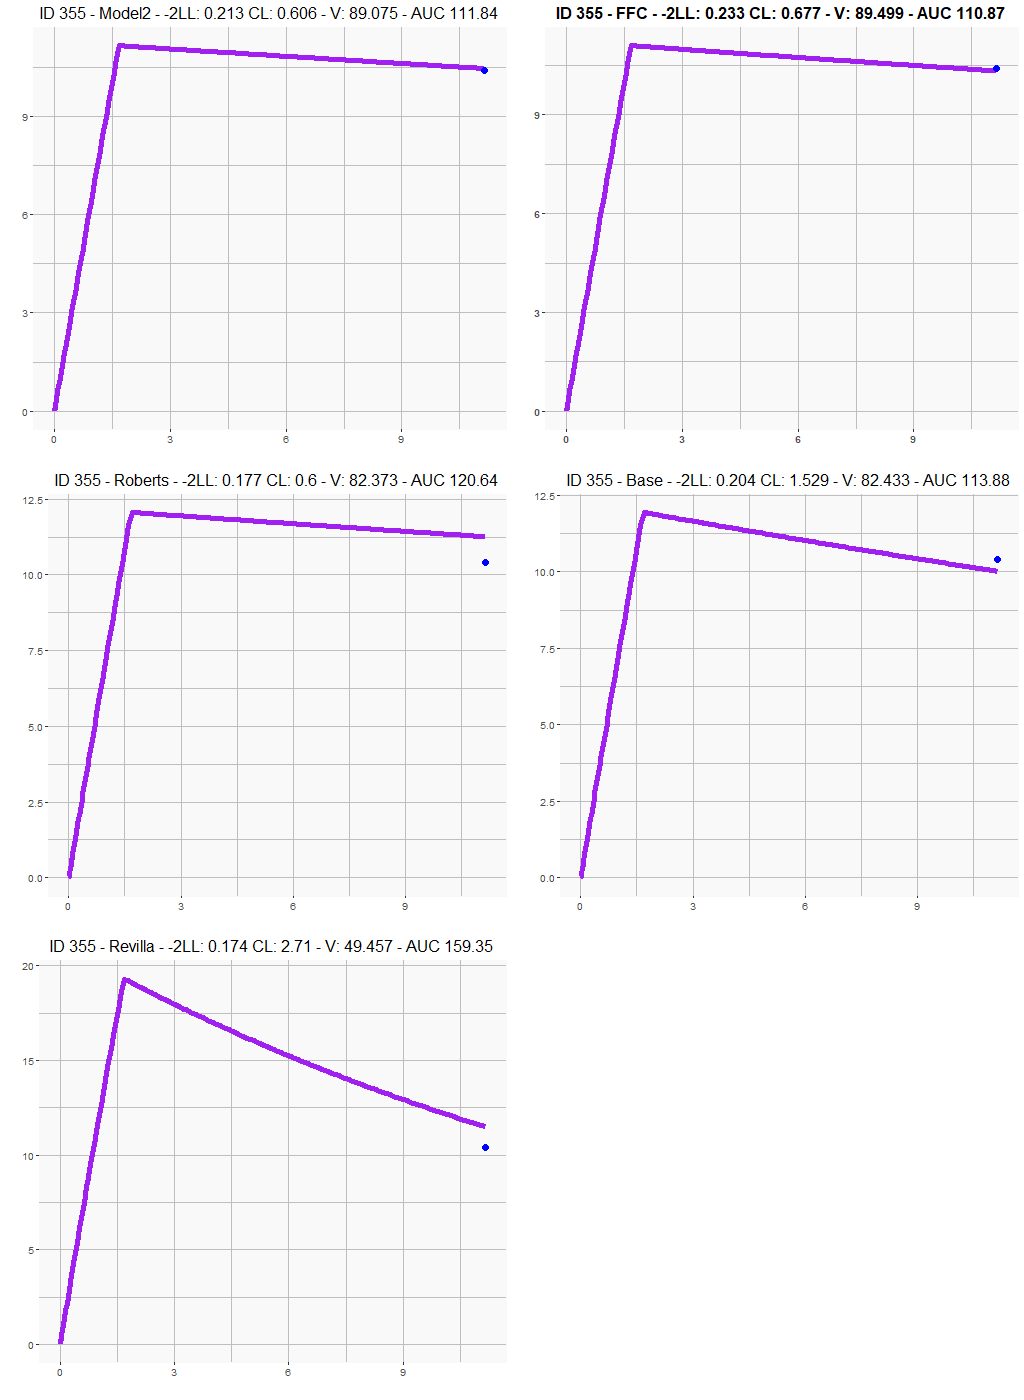 ID 355 - Model2 - -2LL: 0.213 CL: 0.606 - V: 89.075 - AUC 111.84
9
6
3
0
0 3 6 9
ID 355 - FFC - -2LL: 0.233 CL: 0.677 - V: 89.499 - AUC 110.87
9
6
3
0
0 3 6 9
ID 355 - Roberts - -2LL: 0.177 CL: 0.6 - V: 82.373 - AUC 120.64
12.5
10.0
7.5
5.0
2.5
0.0
0 3 6 9
ID 355 - Base - -2LL: 0.204 CL: 1.529 - V: 82.433 - AUC 113.88
12.5
10.0
7.5
5.0
2.5
0.0
0 3 6 9
ID 355 - Revilla - -2LL: 0.174 CL: 2.71 - V: 49.457 - AUC 159.35
20
15
10
5
0
0 3 6 9